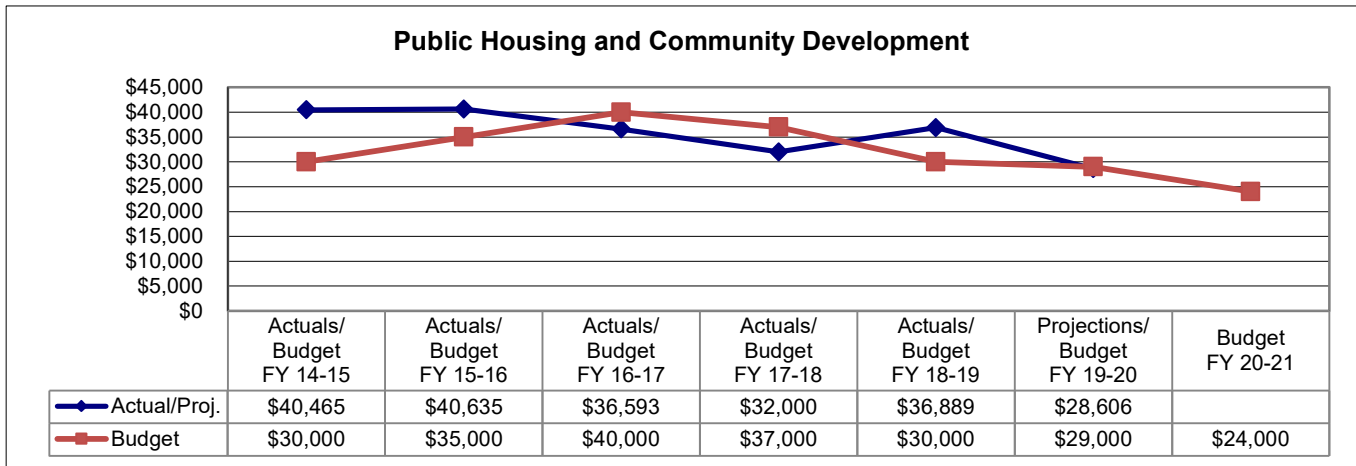 Public Housing and Community Development
$45,000
$40,000
$35,000
$30,000
$25,000
$20,000
$15,000
$10,000
$5,000
$0
Actuals/ Actuals/ Actuals/ Actuals/ Actuals/ Projections/ Budget
Budget Budget Budget Budget Budget Budget FY 20-21
FY 14-15 FY 15-16 FY 16-17 FY 17-18 FY 18-19 FY 19-20
Actual/Proj. $40,465 $40,635 $36,593 $32,000 $36,889 $28,606
Budget $30,000 $35,000 $40,000 $37,000 $30,000 $29,000 $24,000